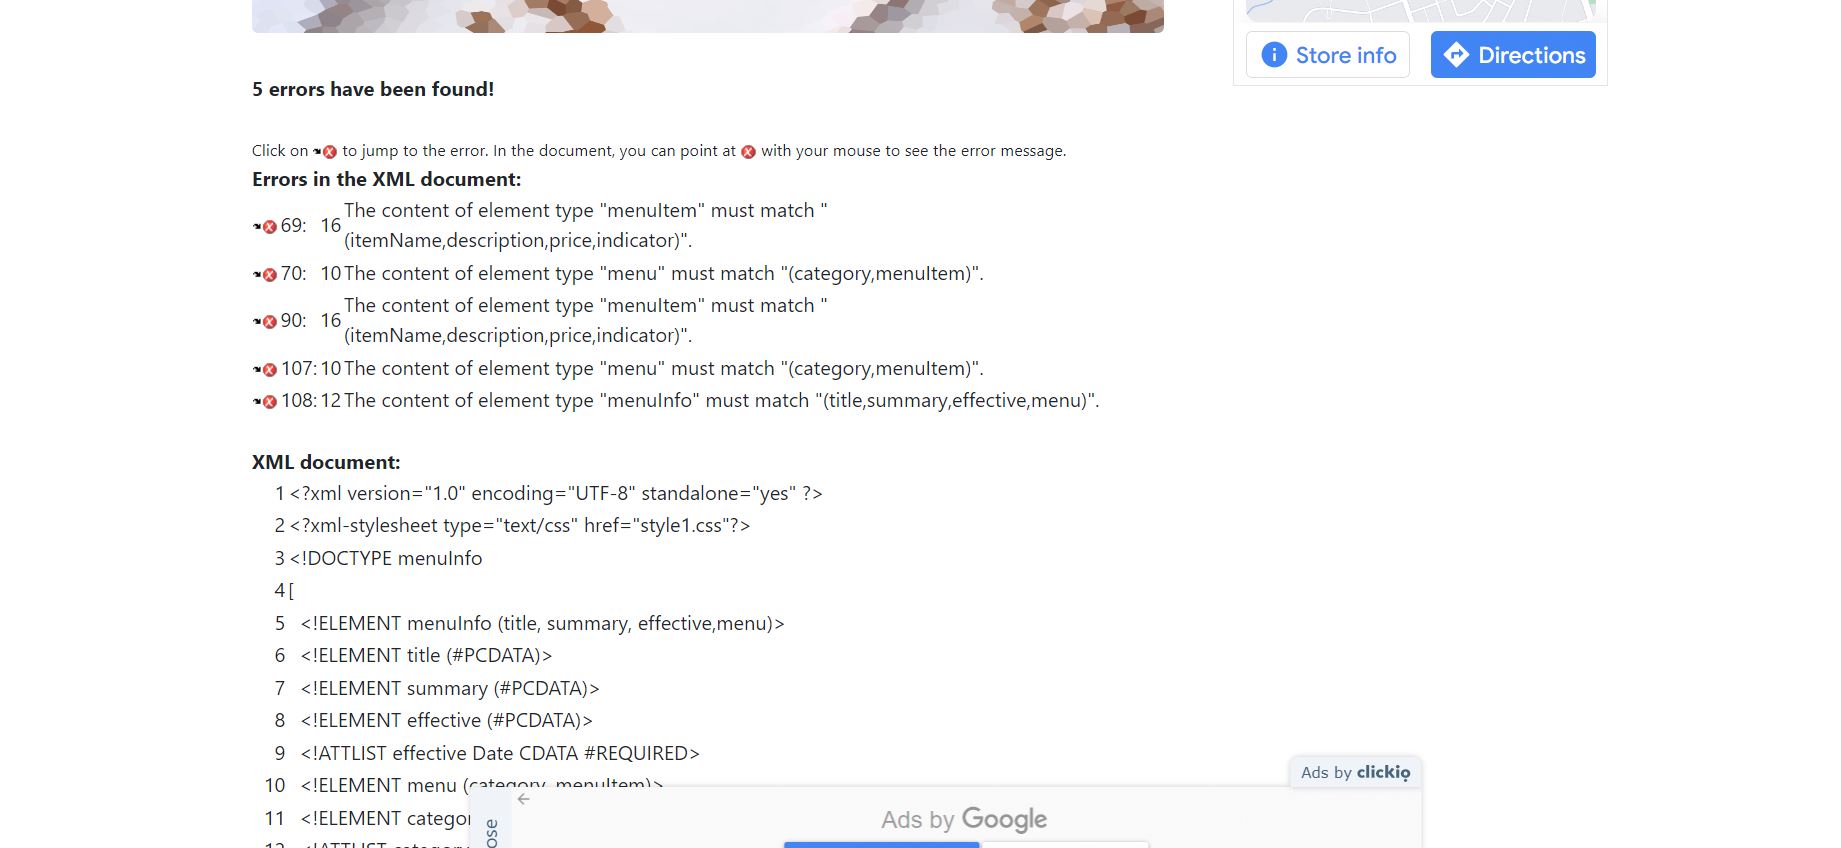 Store info
Directions
5 errors have been found!
Click on to jump to the error. In the document, you can point at with your mouse to see the error message.
Errors in the XML document:
69: 16 The content of element type "menuItem" must match "
(itemName,description,price,indicator)".
70: 10 The content of element type "menu" must match "(category,menuItem)".
90: 16 The content of element type "menuItem" must match "
(itemName,description,price,indicator)".
107: 10 The content of element type "menu" must match "(category,menuItem)".
108: 12 The content of element type "menuInfo" must match "(title,summary,effective,menu)".
XML document:
1 <?xml version="1.0" encoding="UTF-8" standalone="yes" ?>
2 <?xml-stylesheet type="text/css" href="style1.css"?>
3 <!DOCTYPE menuInfo
4 [
5 <!ELEMENT menuInfo (title, summary, effective,menu)>
6 <!ELEMENT title (#PCDATA)>
7 <!ELEMENT summary (#PCDATA)>
8 <!ELEMENT effective (#PCDATA)>
9 <!ATTLIST effective Date CDATA #REQUIRED>
10 <!ELEMENT menu (category, menuItem)>
11 <!ELEMENT categor
Ads by clickio
Ads by Google